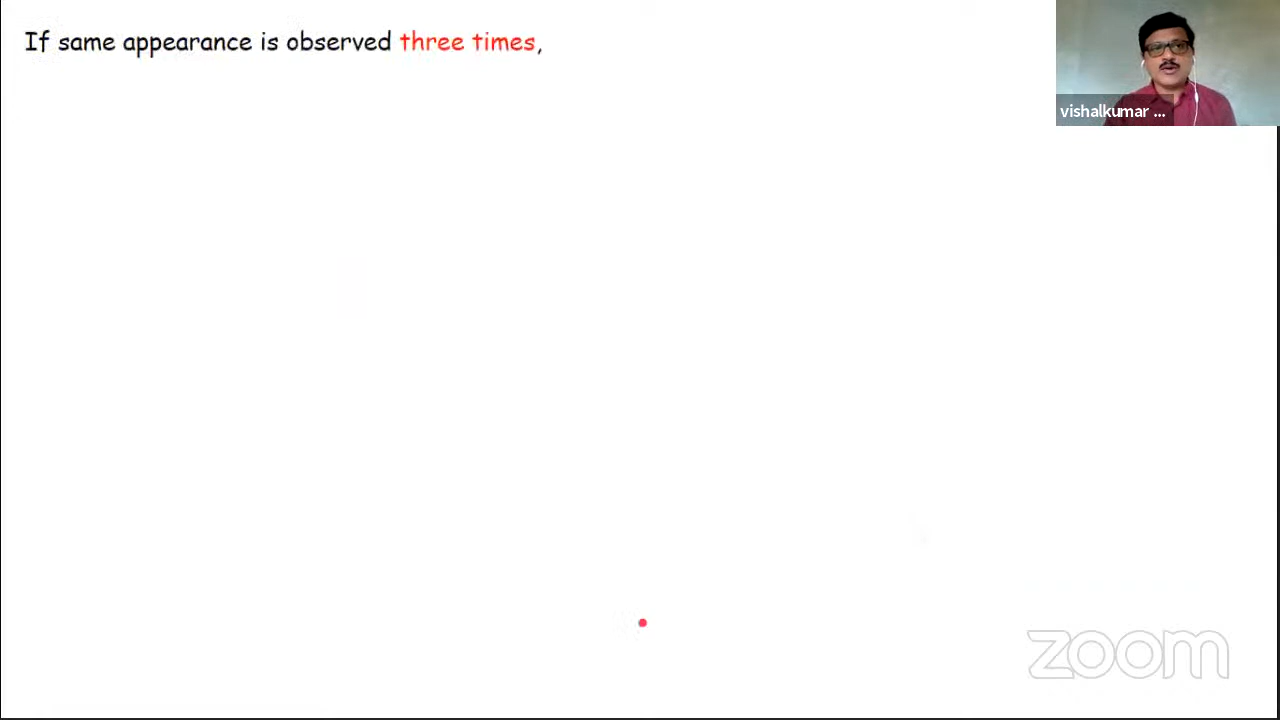 If same appearance is observed three times,
vishalkumar ...
zoom